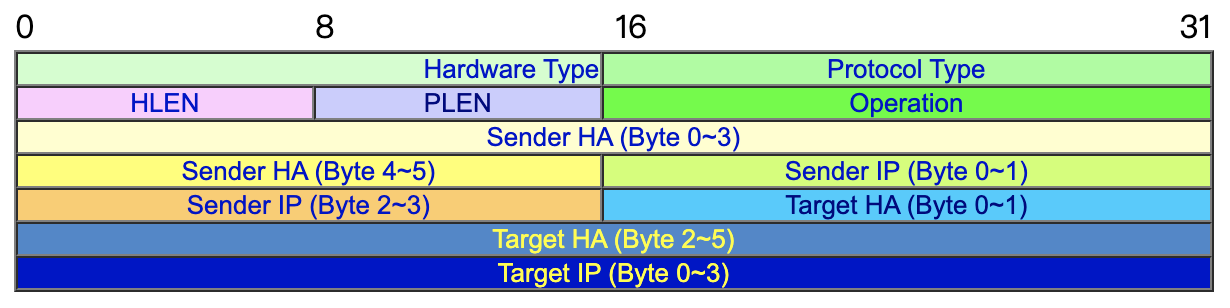 0 8 16 31
Hardware Type Protocol Type
HLEN PLEN Operation
Sender HA (Byte 0~3)
Sender HA (Byte 4~5) Sender IP (Byte 0~1)
Sender IP (Byte 2~3) Target HA (Byte 0~1)
Target HA (Byte 2~5)
Target IP (Byte 0~3)